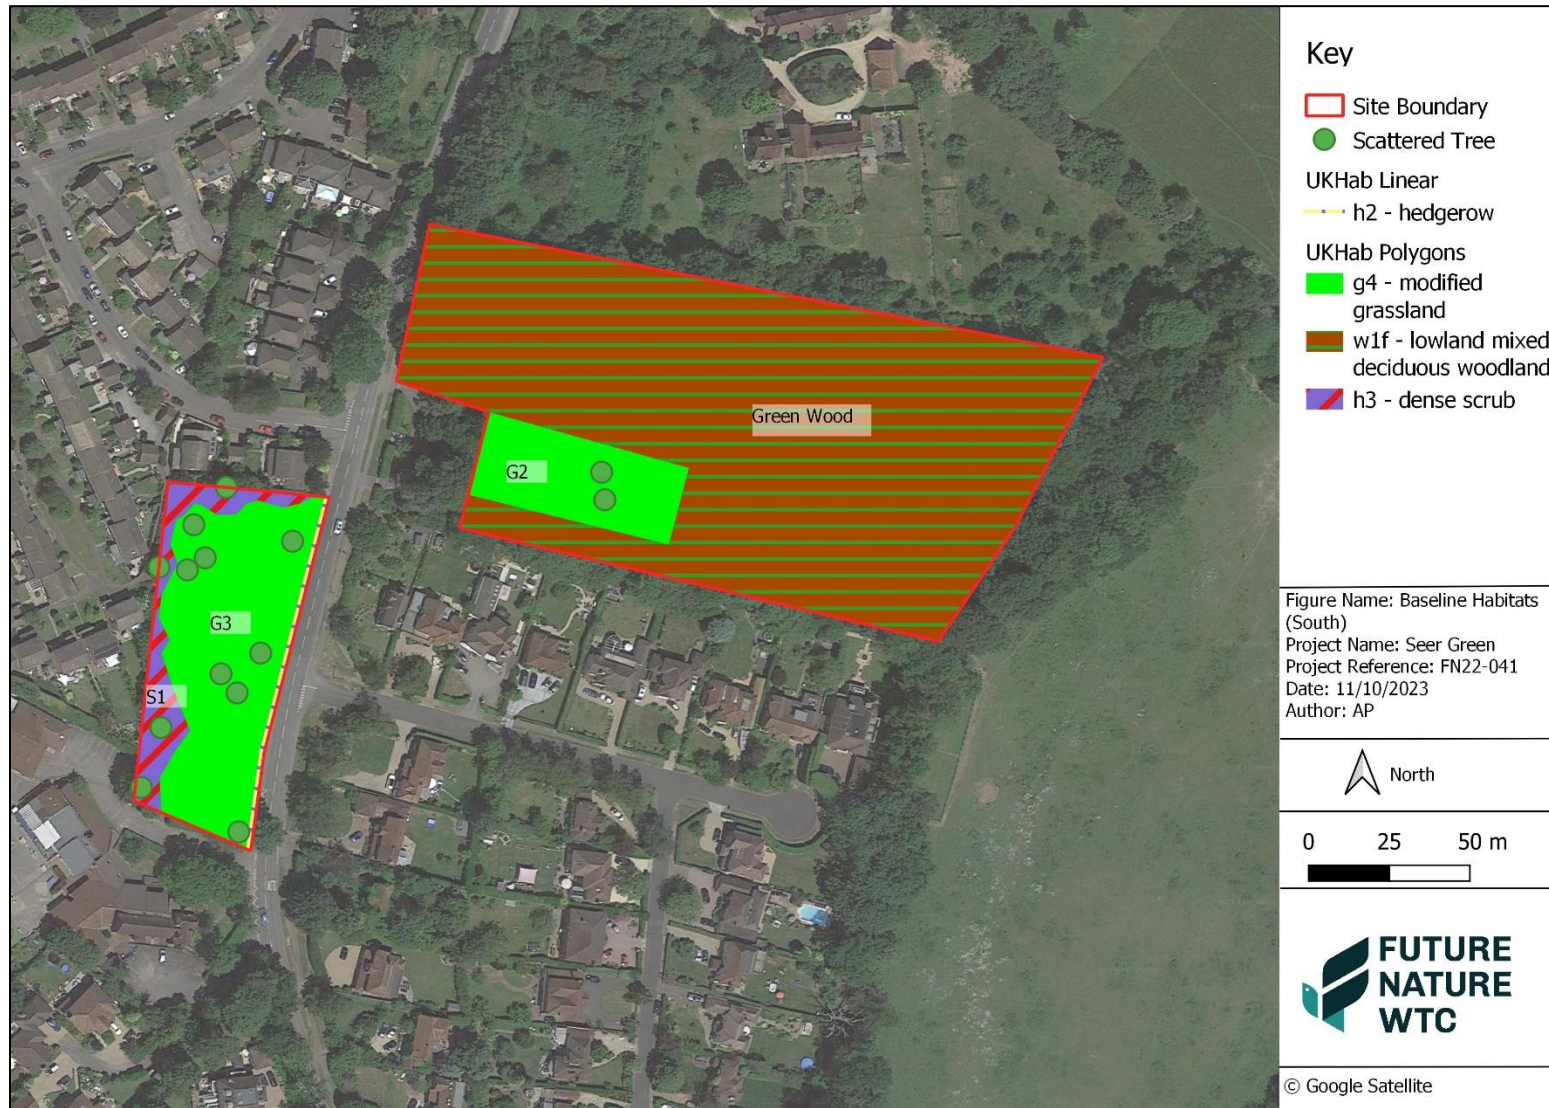 Key
Site Boundary
Scattered Tree
UKHab Linear
h2 - hedgerow
UKHab Polygons
g4 - modified
grassland
w1f - lowland mixed
deciduous woodland
h3 - dense scrub
Green Wood
G2
G3
S1
Figure Name: Baseline Habitats
(South)
Project Name: Seer Green
Project Reference: FN22-041
Date: 11/10/2023
Author: AP
North
0 25 50 m
FUTURE
NATURE
WTC
© Google Satellite